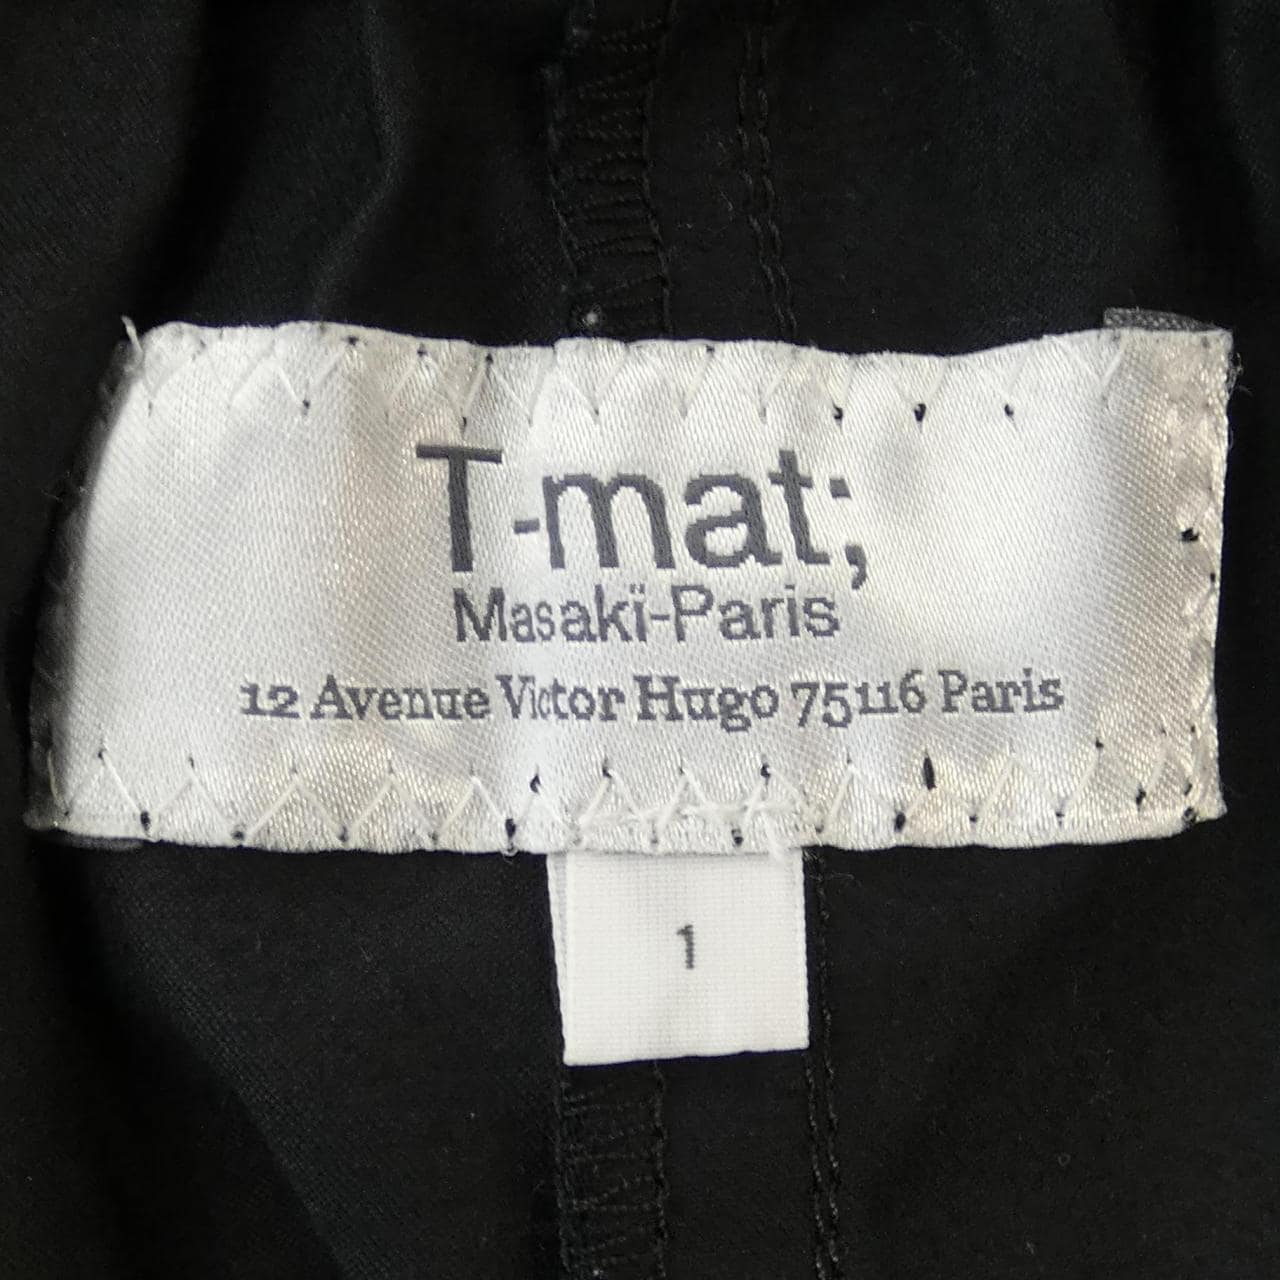 T-mat;
Masakï-Paris
12 Avenue Victor Hugo 75116 Paris
1